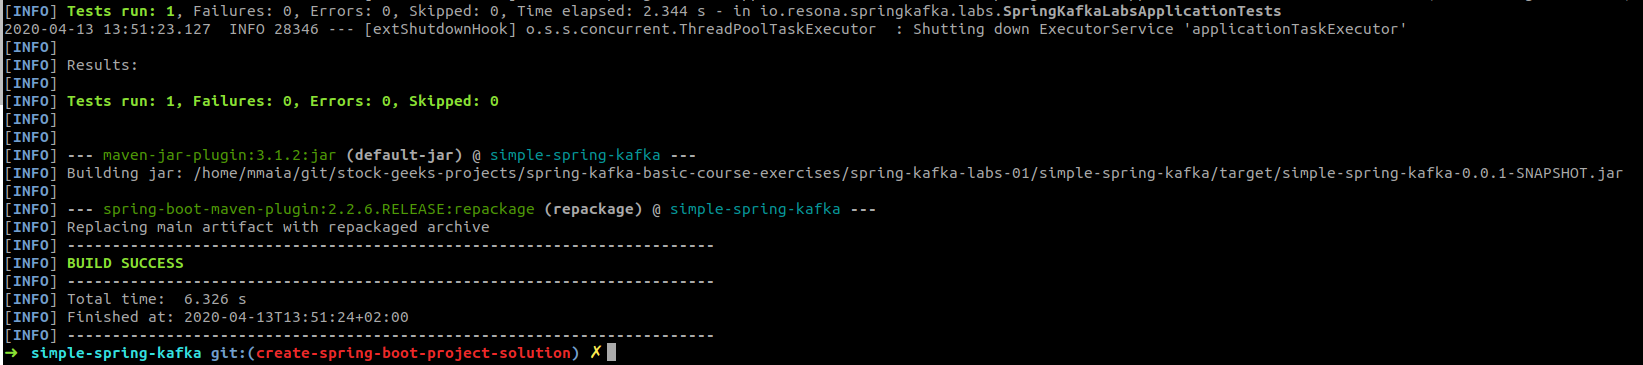 [INFO] Tests run: 1, Failures: 0, Errors: 0, Skipped: 0, Time elapsed: 2.344 s - in io.resona.springkafka.labs.SpringKafkaLabsApplicationTests
2020-04-13 13:51:23.127  INFO 28346 --- [extShutdownHook] o.s.s.concurrent.ThreadPoolTaskExecutor  : Shutting down ExecutorService 'applicationTaskExecutor'
[INFO]
[INFO] Results:
[INFO]
[INFO] Tests run: 1, Failures: 0, Errors: 0, Skipped: 0
[INFO]
[INFO]
[INFO] --- maven-jar-plugin:3.1.2:jar (default-jar) @ simple-spring-kafka ---
[INFO] Building jar: /home/mmaia/git/stock-geeks-projects/spring-kafka-basic-course-exercises/spring-kafka-labs-01/simple-spring-kafka/target/simple-spring-kafka-0.0.1-SNAPSHOT.jar
[INFO]
[INFO] --- spring-boot-maven-plugin:2.2.6.RELEASE:repackage (repackage) @ simple-spring-kafka ---
[INFO] Replacing main artifact with repackaged archive
[INFO] ------------------------------------------------------------------------
[INFO] BUILD SUCCESS
[INFO] ------------------------------------------------------------------------
[INFO] Total time:  6.326 s
[INFO] Finished at: 2020-04-13T13:51:24+02:00
[INFO] ------------------------------------------------------------------------
➜ simple-spring-kafka git:(create-spring-boot-project-solution) ✗